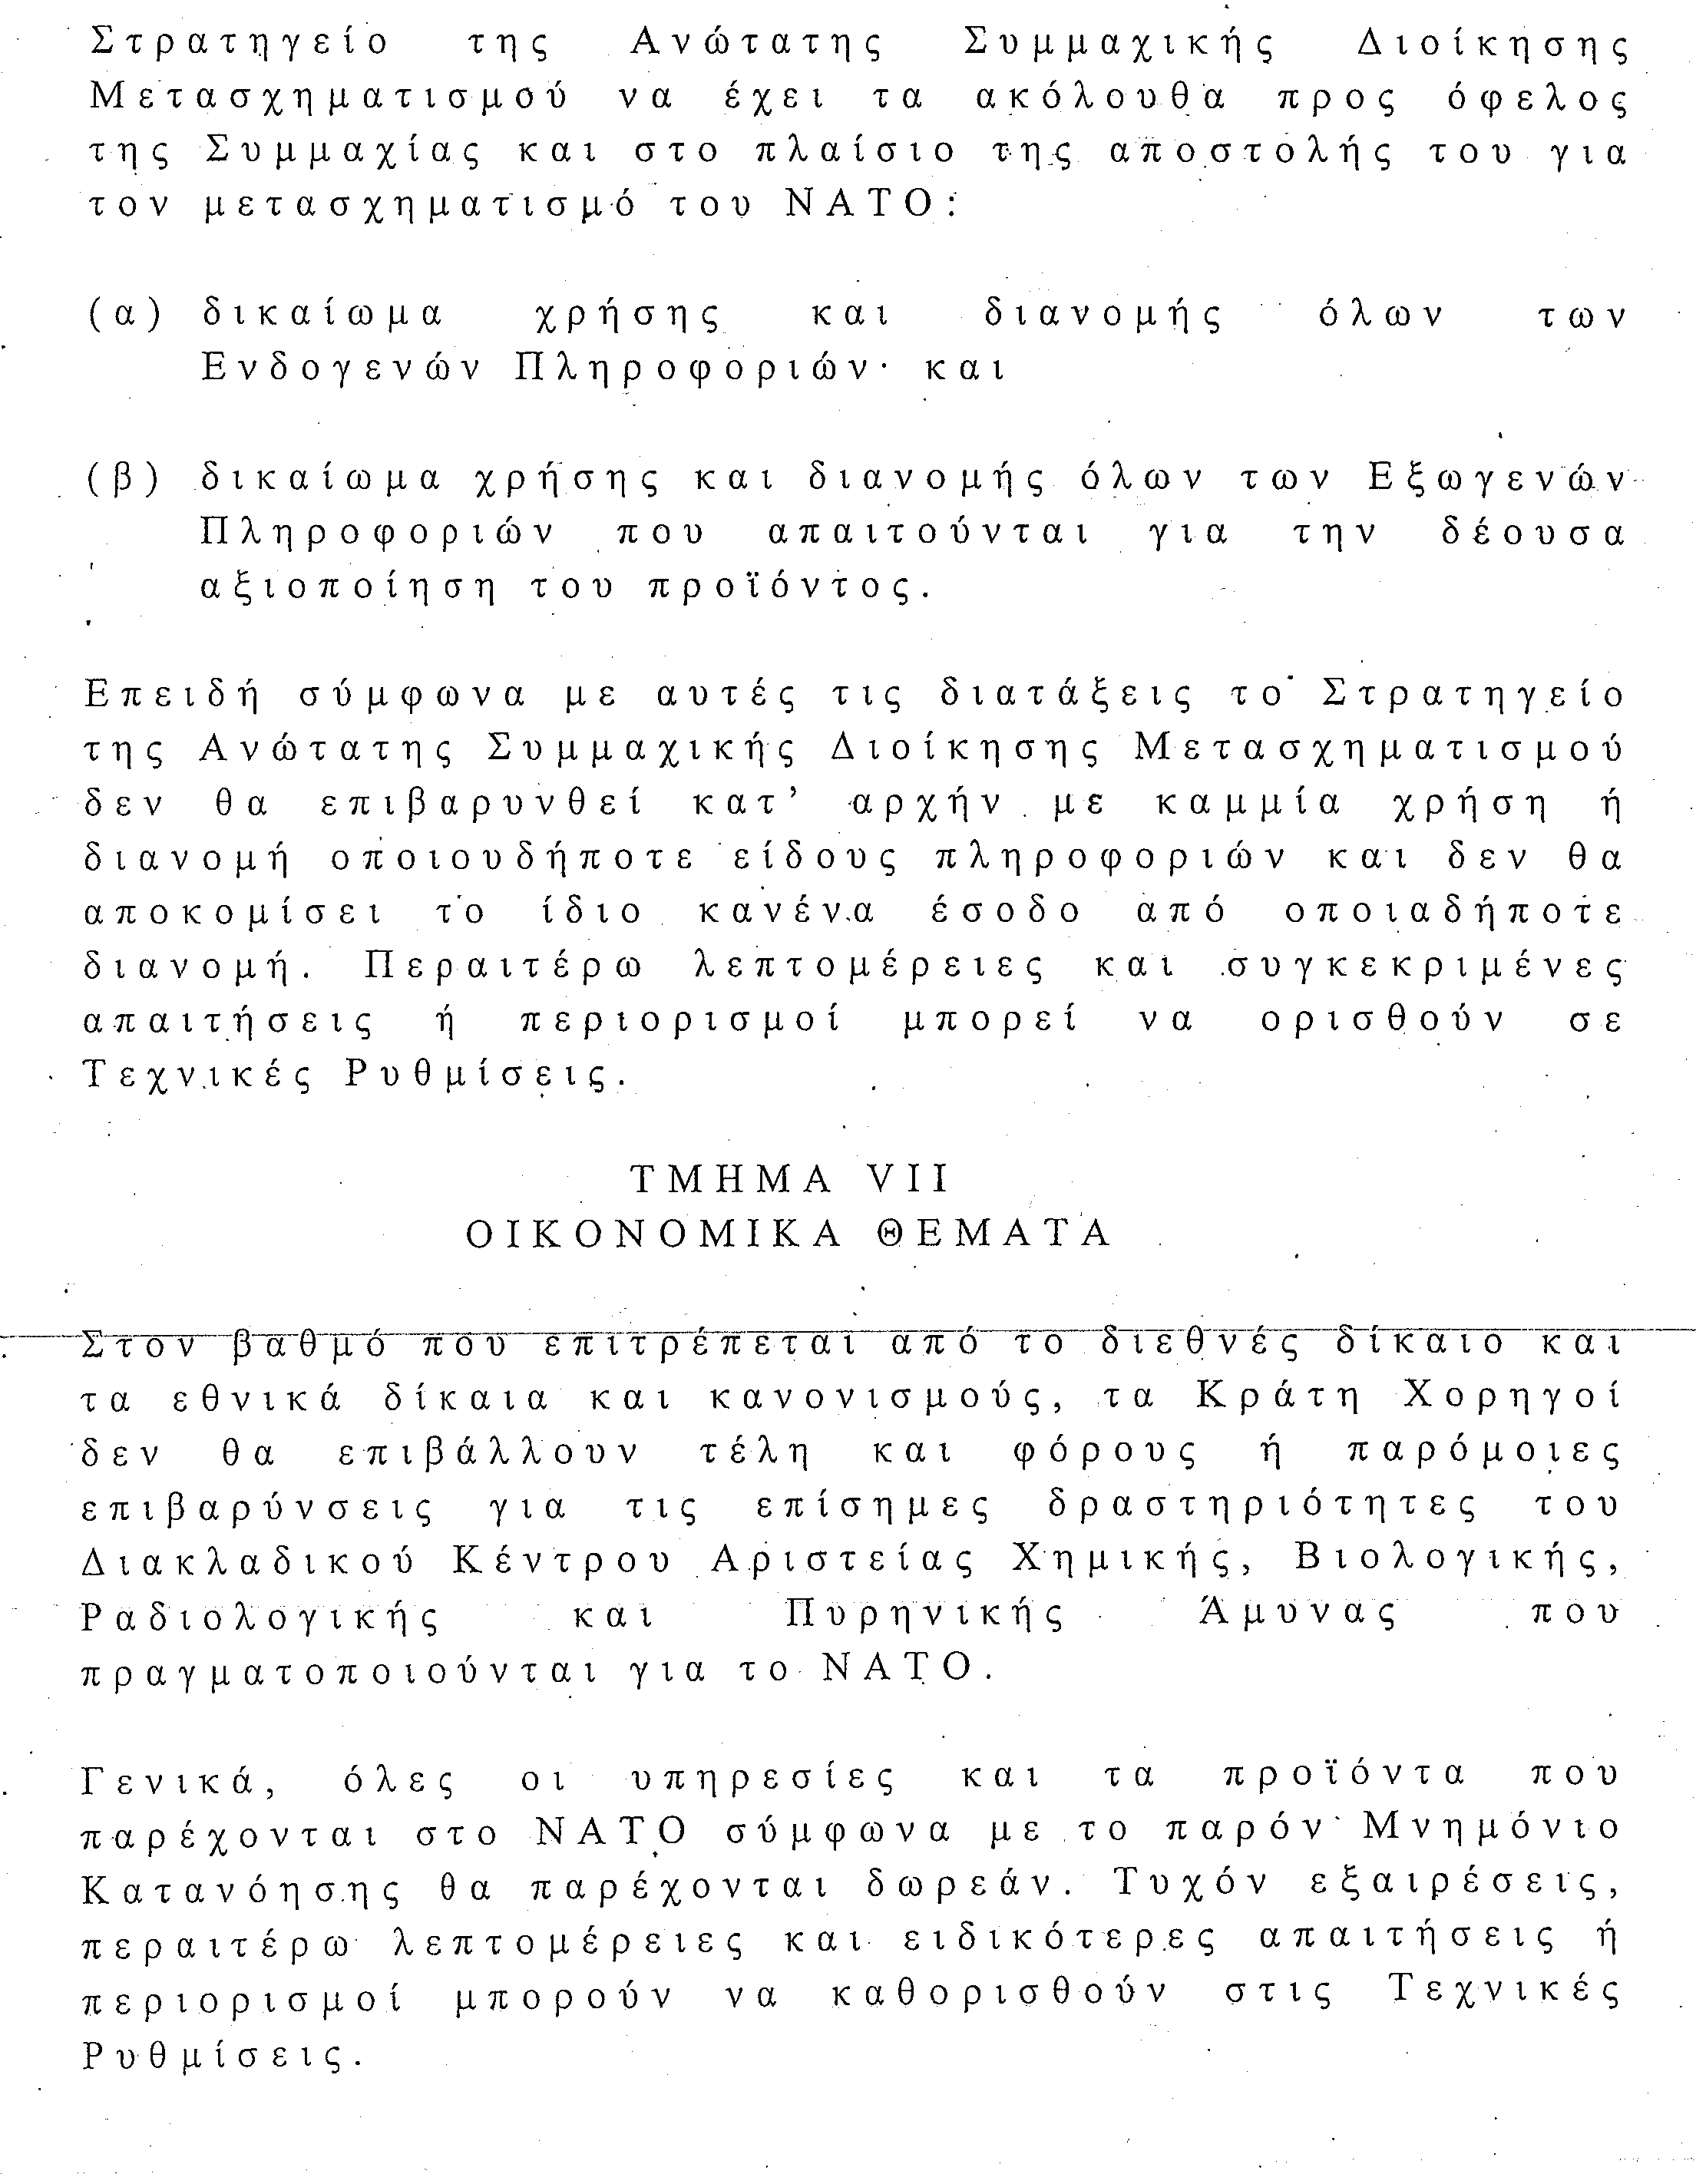 Στρατηγείο της Ανώτατης Συμμαχικής Διοίκησης
Μετασχηματισμού να έχει τα ακόλουθα προς όφελος
της Συμμαχίας και στο πλαίσιο της αποστολής του για
τον μετασχηματισμό του ΝΑΤΟ:
(α) δικαίωμα χρήσης και διανομής όλων των
Ενδογενών Πληροφοριών· και
(β) δικαίωμα χρήσης και διανομής όλων των Εξωγενών
Πληροφοριών που απαιτούνται για την δέουσα
αξιοποίηση του προϊόντος.
Επειδή σύμφωνα με αυτές τις διατάξεις το Στρατηγείο
της Ανώτατης Συμμαχικής Διοίκησης Μετασχηματισμού
δεν θα επιβαρυνθεί κατ’ αρχήν με καμμία χρήση ή
διανομή οποιουδήποτε είδους πληροφοριών και δεν θα
αποκομίσει το ίδιο κανένα έσοδο από οποιαδήποτε
διανομή. Περαιτέρω λεπτομέρειες και συγκεκριμένες
απαιτήσεις ή περιορισμοί μπορεί να ορισθούν σε
Τεχνικές Ρυθμίσεις.
ΤΜΗΜΑ VII
ΟΙΚΟΝΟΜΙΚΑ ΘΕΜΑΤΑ
Στον βαθμό που επιτρέπεται από το διεθνές δίκαιο και
τα εθνικά δίκαια και κανονισμούς, τα Κράτη Χορηγοί
δεν θα επιβάλλουν τέλη και φόρους ή παρόμοιες
επιβαρύνσεις για τις επίσημες δραστηριότητες του
Διακλαδικού Κέντρου Αριστείας Χημικής, Βιολογικής,
Ραδιολογικής και Πυρηνικής Άμυνας που
πραγματοποιούνται για το ΝΑΤΟ.
Γενικά, όλες οι υπηρεσίες και τα προϊόντα που
παρέχονται στο ΝΑΤΟ σύμφωνα με το παρόν Μνημόνιο
Κατανόησης θα παρέχονται δωρεάν. Τυχόν εξαιρέσεις,
περαιτέρω λεπτομέρειες και ειδικότερες απαιτήσεις ή
περιορισμοί μπορούν να καθορισθούν στις Τεχνικές
Ρυθμίσεις.